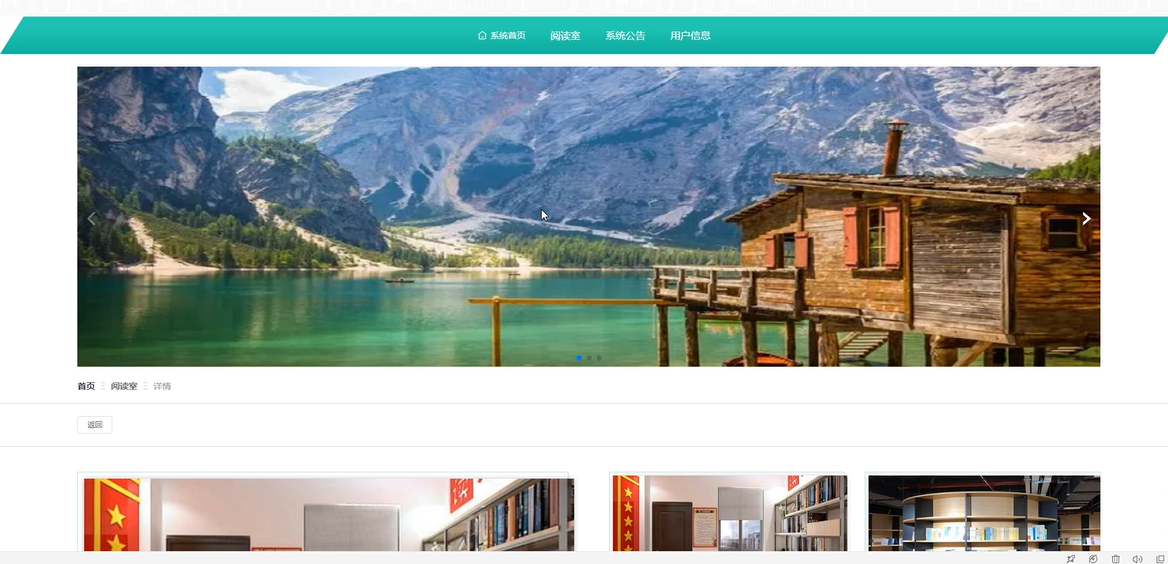 系统首页 阅读室 系统公告 用户信息
首页 阅读室 详情
返回